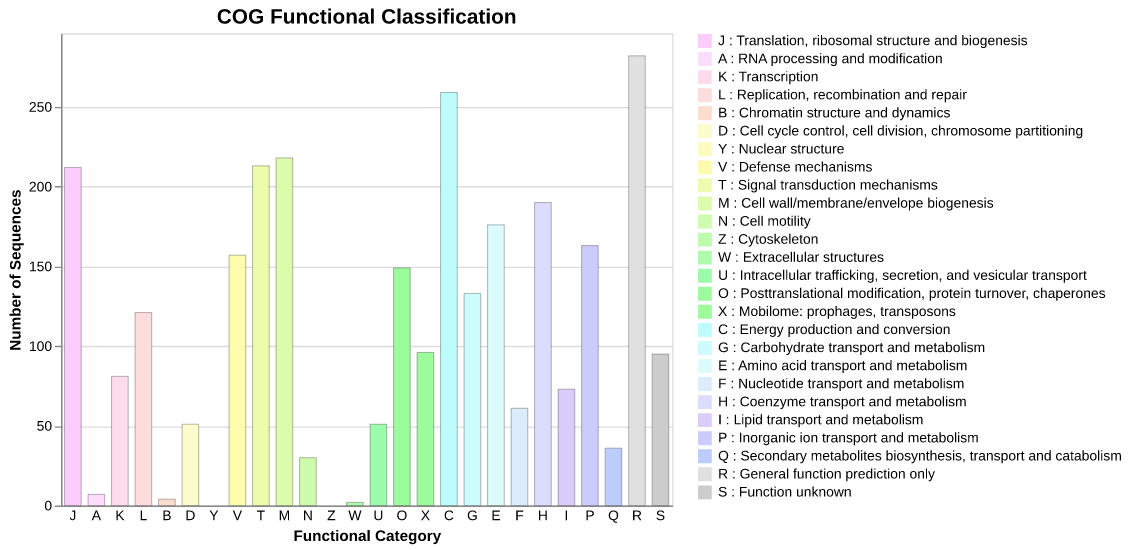 COG Functional Classification
Number of Sequences
250
200
150
100
50
0
J A K L B D Y V T M N Z W U O X C G E F H I P Q R S
Functional Category
J : Translation, ribosomal structure and biogenesis
A : RNA processing and modification
K : Transcription
L : Replication, recombination and repair
B : Chromatin structure and dynamics
D : Cell cycle control, cell division, chromosome partitioning
Y : Nuclear structure
V : Defense mechanisms
T : Signal transduction mechanisms
M : Cell wall/membrane/envelope biogenesis
N : Cell motility
Z : Cytoskeleton
W : Extracellular structures
U : Intracellular trafficking, secretion, and vesicular transport
O : Posttranslational modification, protein turnover, chaperones
X : Mobilome: prophages, transposons
C : Energy production and conversion
G : Carbohydrate transport and metabolism
E : Amino acid transport and metabolism
F : Nucleotide transport and metabolism
H : Coenzyme transport and metabolism
I : Lipid transport and metabolism
P : Inorganic ion transport and metabolism
Q : Secondary metabolites biosynthesis, transport and catabolism
R : General function prediction only
S : Function unknown